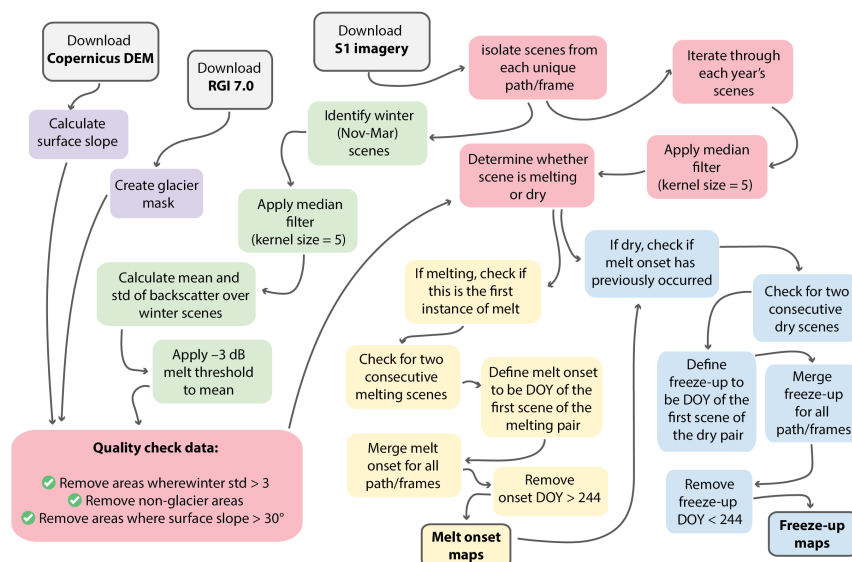 Download
Copernicus DEM
Download
RGI 7.0
Download
S1 imagery
isolate scenes from
each unique
path/frame
Iterate through
each year's
scenes
Calculate
surface slope
Create glacier
mask
Identify winter
(Nov-Mar)
scenes
Apply median
filter
(kernel size = 5)
Determine whether
scene is melting
or dry
Apply median
filter
(kernel size = 5)
Calculate mean and
std of backscatter over
winter scenes
Apply –3 dB
melt threshold
to mean
Quality check data:
Remove areas wherewinter std > 3
Remove non-glacier areas
Remove areas where surface slope > 30°
If melting, check if
this is the first
instance of melt
Check for two
consecutive
melting scenes
Define melt onset
to be DOY of the
first scene of the
melting pair
Merge melt
onset for all
path/frames
Remove
onset DOY > 244
Melt onset
maps
If dry, check if
melt onset has
previously occurred
Check for two
consecutive
dry scenes
Define
freeze-up to
be DOY of the
first scene of
the dry pair
Merge
freeze-up
for all
path/frames
Remove
freeze-up
DOY < 244
Freeze-up
maps